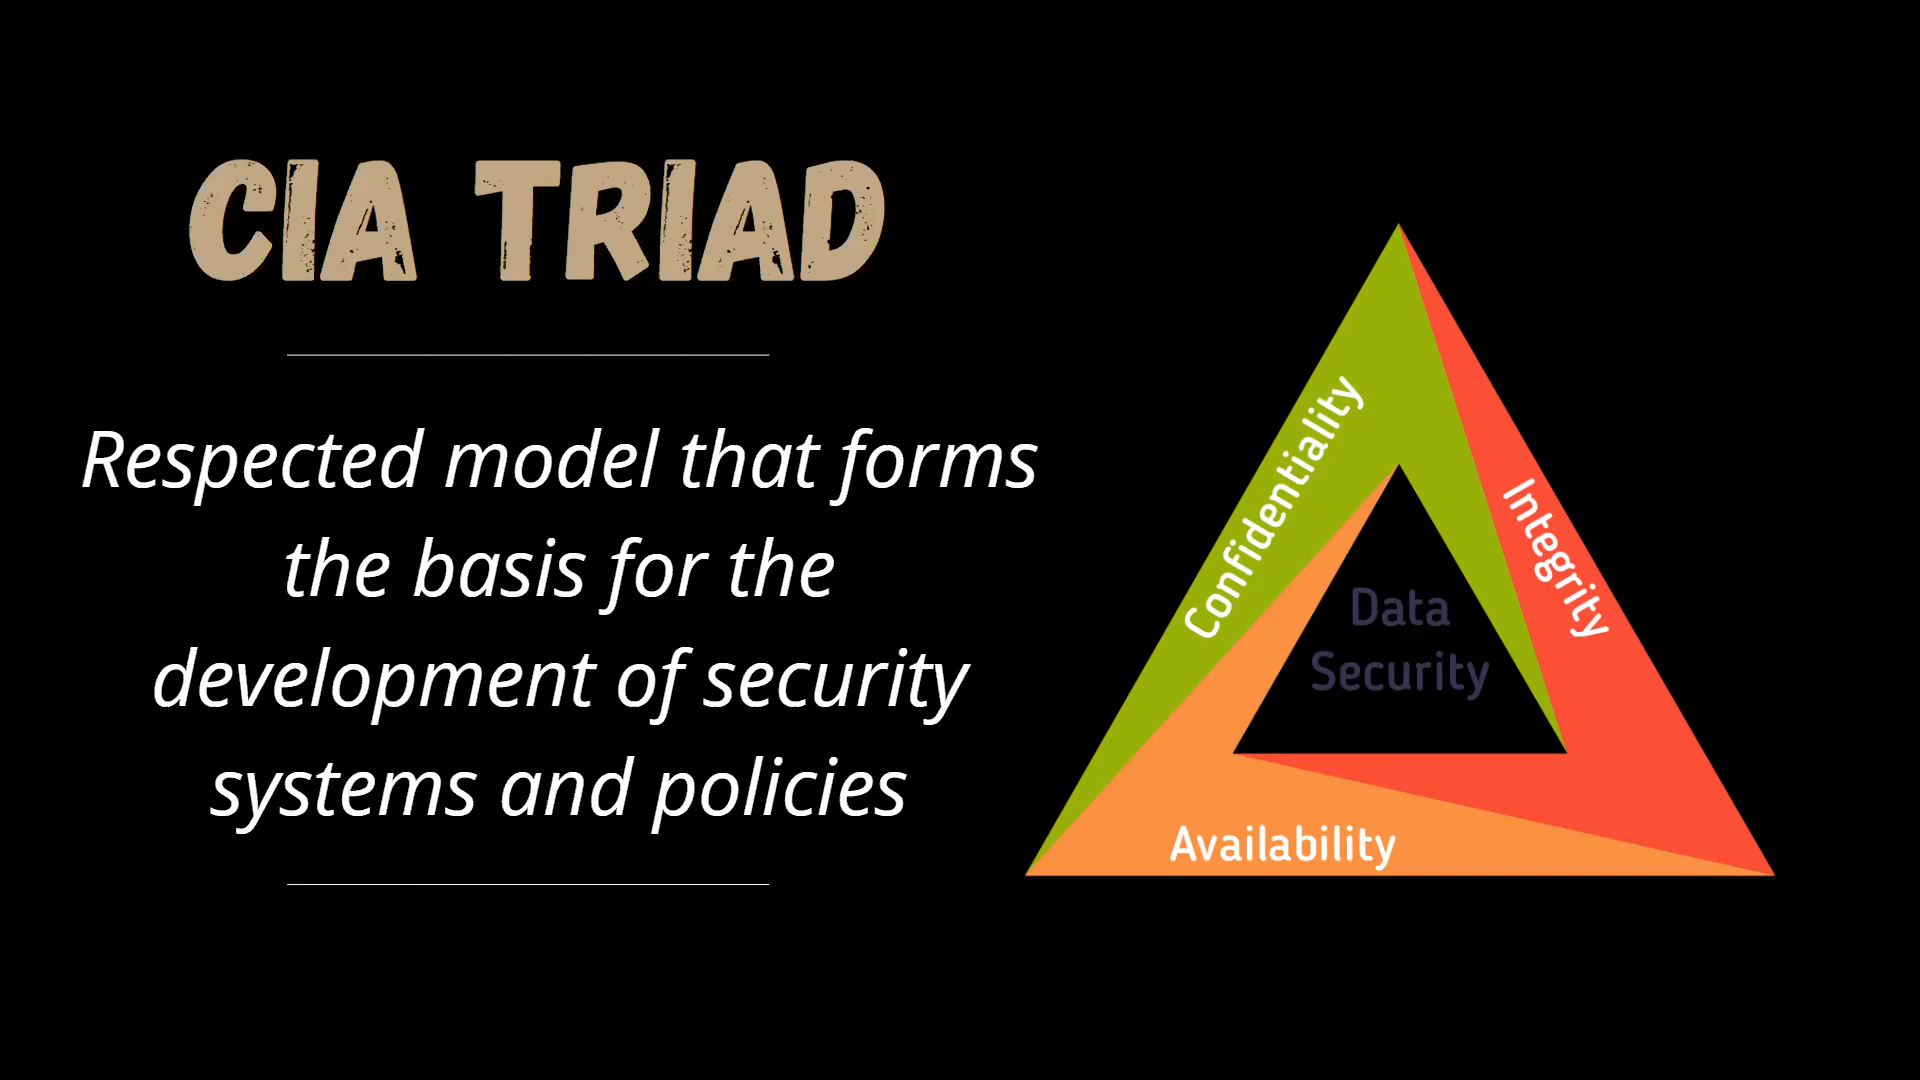 CIA TRIAD
Respected model that forms
the basis for the
development of security
systems and policies
Confidentiality
Integrity
Data
Security
Availability